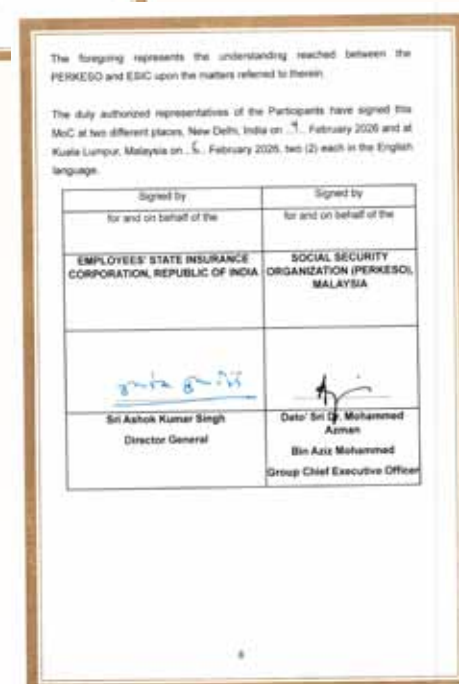 The foregoing represents the understanding reached between the
PERKESO and ESIC upon the matters referred to therein.
The duly authorized representatives of the Participants have signed this
MoC at two different places, New Delhi, India on .. February 2026 and at
Kuala Lumpur, Malaysia on .. February 2026, two (2) each in the English
language.
Signed by
Signed by
for and on behalf of the
for and on behalf of the
EMPLOYEES' STATE INSURANCE
CORPORATION, REPUBLIC OF INDIA
SOCIAL SECURITY
ORGANIZATION (PERKESO),
MALAYSIA
Sri Ashok Kumar Singh
Director General
Dato' Sri Dr. Mohammed
Azman
Bin Aziz Mohammed
Group Chief Executive Officer